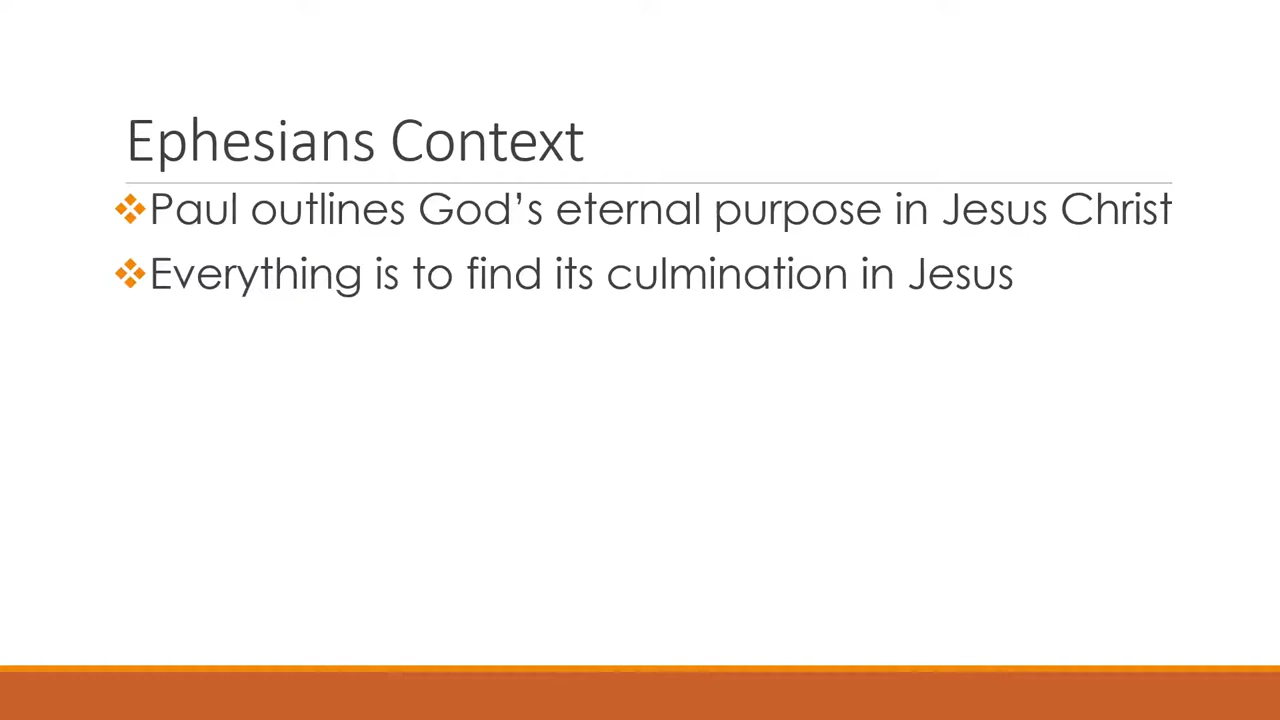 Ephesians Context
❖Paul outlines God’s eternal purpose in Jesus Christ
❖Everything is to find its culmination in Jesus